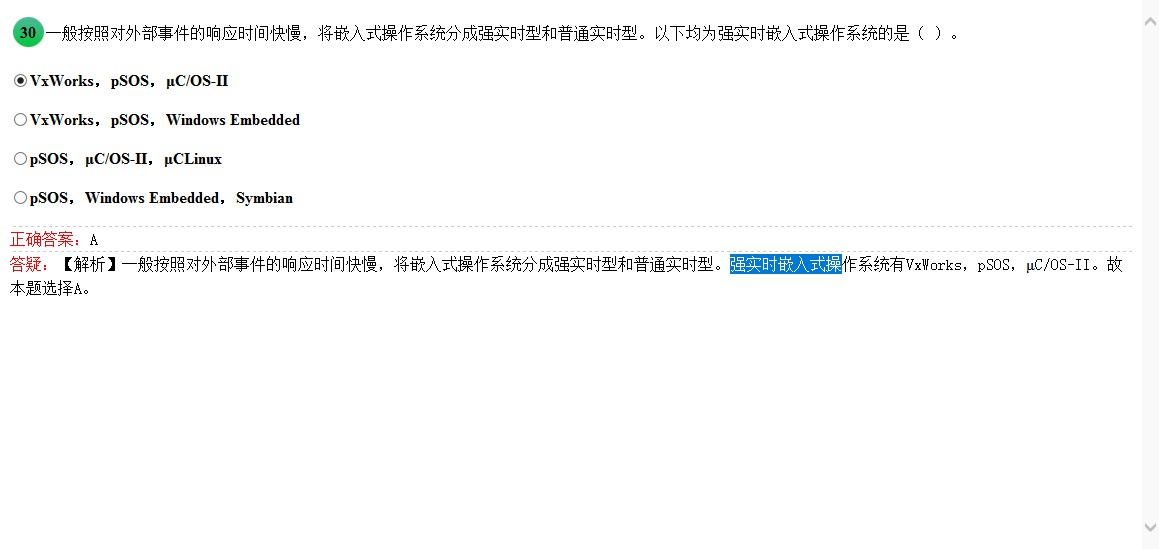 30 一般按照对外部事件的响应时间快慢，将嵌入式操作系统分成强实时型和普通实时型。以下均为强实时嵌入式操作系统的是（ ）。
VxWorks，pSOS，μC/OS-II
VxWorks，pSOS，Windows Embedded
pSOS，μC/OS-II，μCLinux
pSOS，Windows Embedded，Symbian
正确答案：A
答疑：【解析】一般按照对外部事件的响应时间快慢，将嵌入式操作系统分成强实时型和普通实时型。强实时嵌入式操作系统有VxWorks，pSOS，μC/OS-II。故
本题选择A。